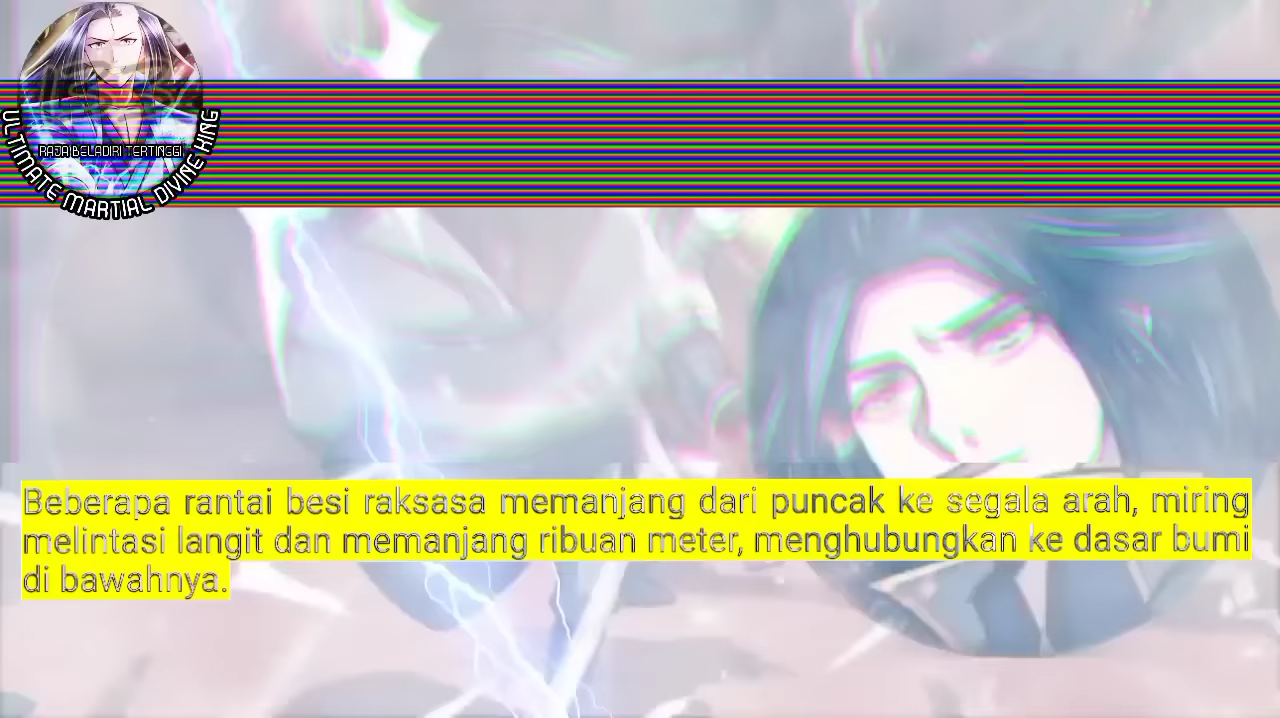 RAJA BELADIRI TERTINGGI
ULTIMATE MARTIAL DIVINE KING
Beberapa rantai besi raksasa memanjang dari puncak ke segala arah, miring
melintasi langit dan memanjang ribuan meter, menghubungkan ke dasar bumi
di bawahnya.